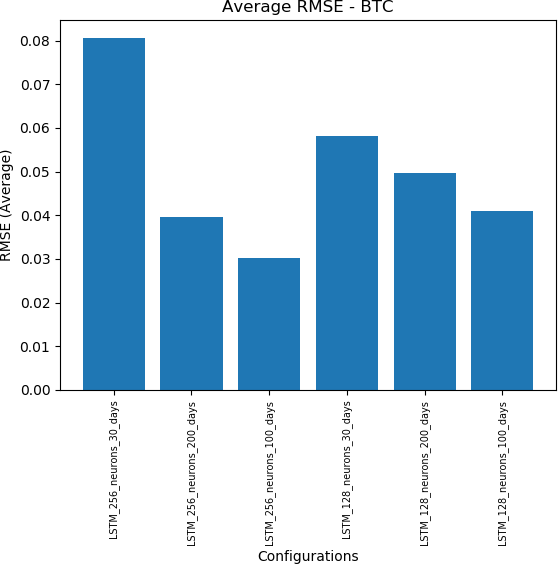 Average RMSE - BTC
RMSE (Average)
0.08
0.07
0.06
0.05
0.04
0.03
0.02
0.01
0.00
LSTM_256_neurons_30_days
LSTM_256_neurons_200_days
LSTM_256_neurons_100_days
LSTM_128_neurons_30_days
LSTM_128_neurons_200_days
LSTM_128_neurons_100_days
Configurations